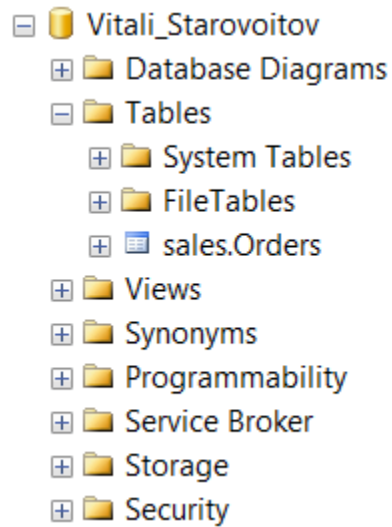 Vitali_Starovoitov
Database Diagrams
Tables
System Tables
FileTables
sales.Orders
Views
Synonyms
Programmability
Service Broker
Storage
Security